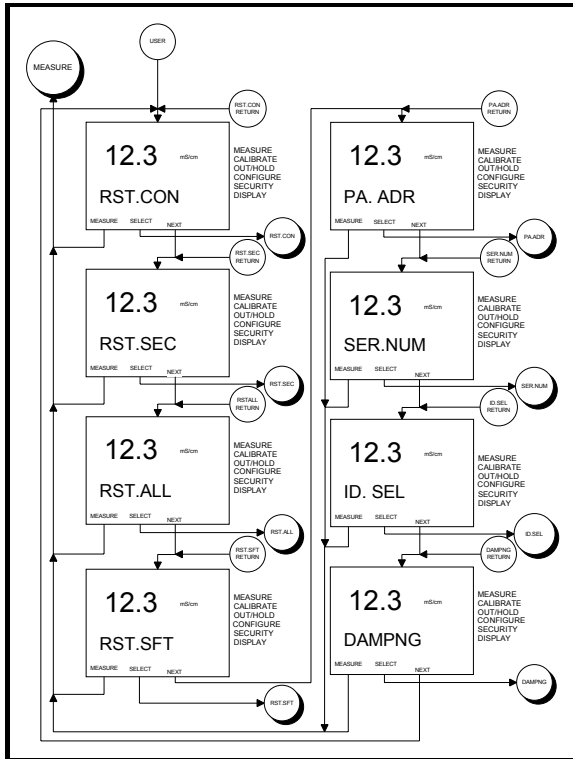 MEASURE
USER
RST.CON
RETURN
12.3 mS/cm
RST.CON
MEASURE SELECT NEXT
MEASURE
CALIBRATE
OUT/HOLD
CONFIGURE
SECURITY
DISPLAY
RST.CON
RST.SEC
RETURN
12.3 mS/cm
RST.SEC
MEASURE SELECT NEXT
MEASURE
CALIBRATE
OUT/HOLD
CONFIGURE
SECURITY
DISPLAY
RST.SEC
RST.ALL
RETURN
12.3 mS/cm
RST.ALL
MEASURE SELECT NEXT
MEASURE
CALIBRATE
OUT/HOLD
CONFIGURE
SECURITY
DISPLAY
RST.ALL
RST.SFT
RETURN
12.3 mS/cm
RST.SFT
MEASURE SELECT NEXT
MEASURE
CALIBRATE
OUT/HOLD
CONFIGURE
SECURITY
DISPLAY
RST.SFT
PA.ADR
RETURN
12.3 mS/cm
PA. ADR
MEASURE SELECT NEXT
MEASURE
CALIBRATE
OUT/HOLD
CONFIGURE
SECURITY
DISPLAY
PA.ADR
SER.NUM
RETURN
12.3 mS/cm
SER.NUM
MEASURE SELECT NEXT
MEASURE
CALIBRATE
OUT/HOLD
CONFIGURE
SECURITY
DISPLAY
SER.NUM
ID.SEL
RETURN
12.3 mS/cm
ID. SEL
MEASURE SELECT NEXT
MEASURE
CALIBRATE
OUT/HOLD
CONFIGURE
SECURITY
DISPLAY
ID.SEL
DAMPNG
RETURN
12.3 mS/cm
DAMPNG
MEASURE SELECT NEXT
MEASURE
CALIBRATE
OUT/HOLD
CONFIGURE
SECURITY
DISPLAY
DAMPNG